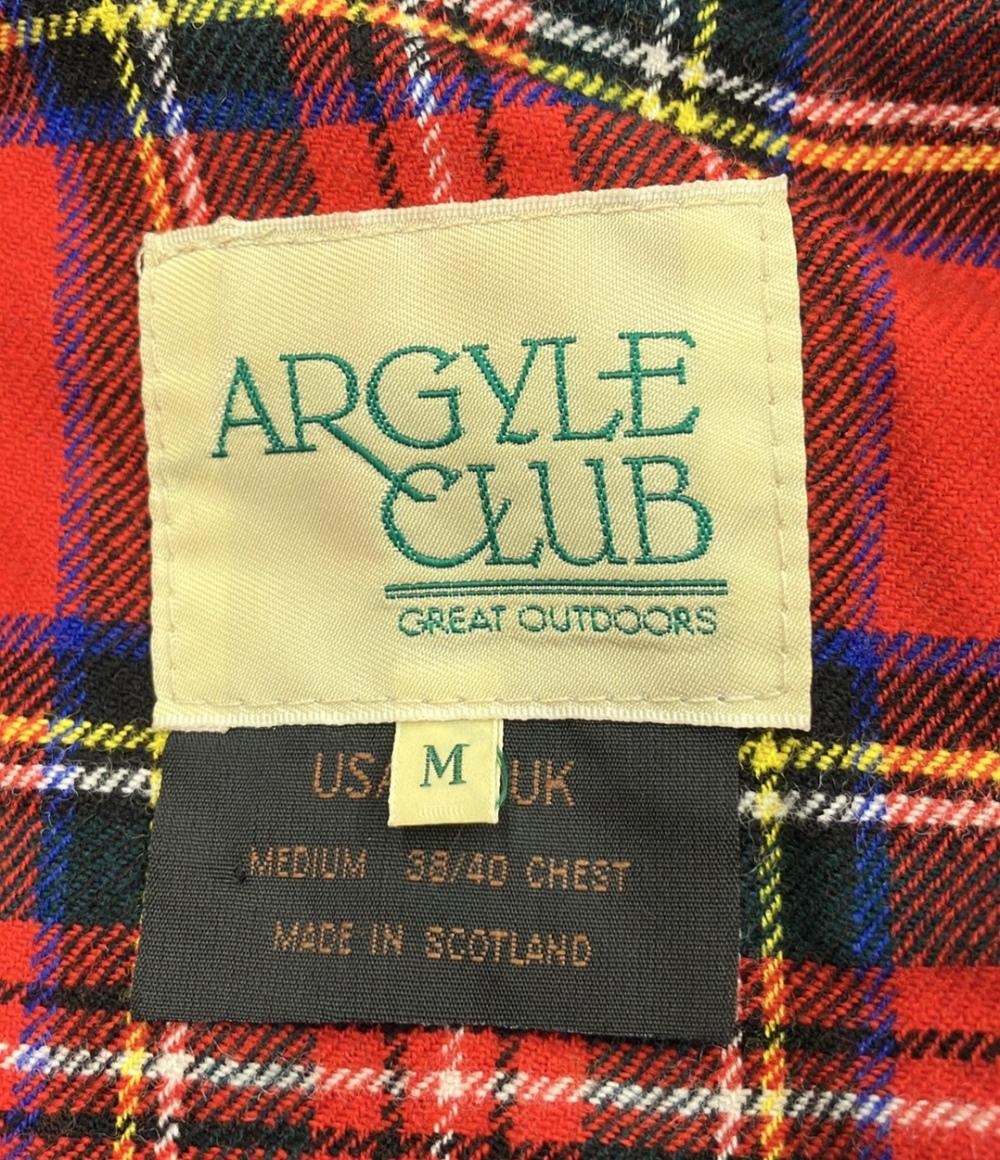 ARGYLE
CLUB
GREAT OUTDOORS
M
USA UK
MEDIUM 38/40 CHEST
MADE IN SCOTLAND